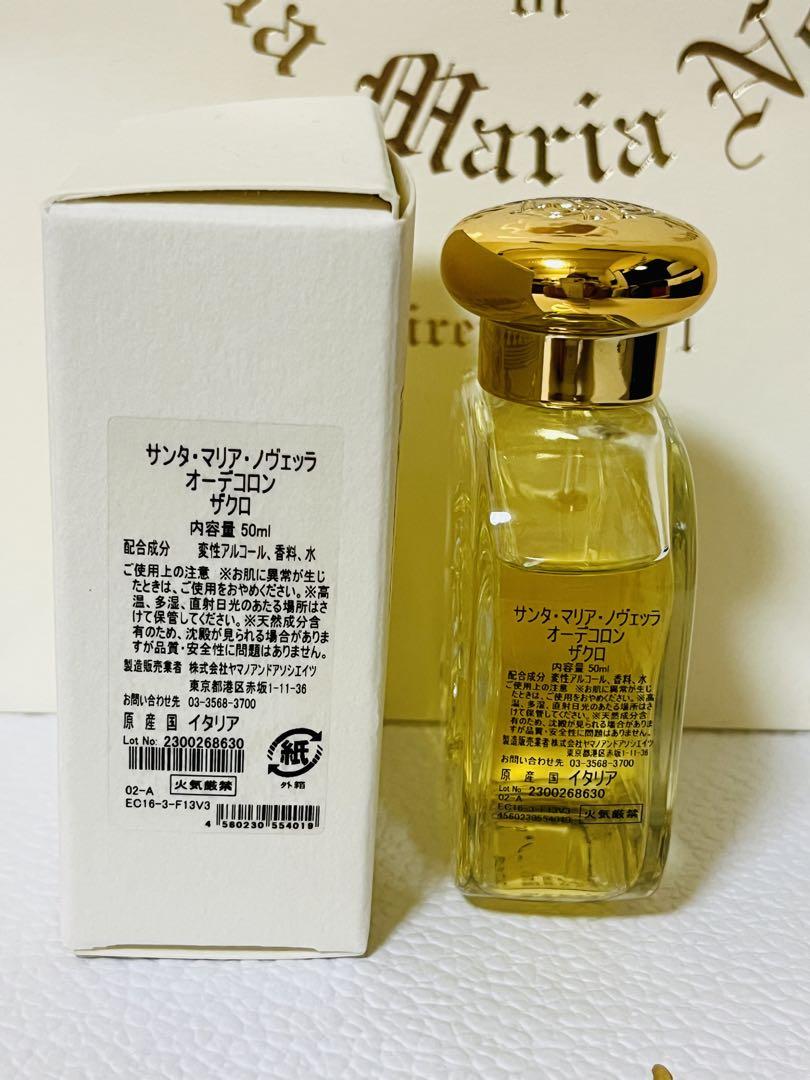 Maria
サンタ・マリア・ノヴェッラ
オーデコロン
ザクロ
内容量 50ml
配合成分 変性アルコール、香料、水
ご使用上の注意 ※お肌に異常が生じ
たときは、ご使用をおやめください。※高
温、多湿、直射日光のあたる場所はさ
けて保管してください。※天然成分含
有のため、沈殿が見られる場合がありま
すが品質・安全性に問題はありません。
製造販売業者 株式会社ヤマノアンドアソシエイツ
東京都港区赤坂1-11-36
お問い合わせ先 03-3568-3700
原産国 イタリア
Lot No: 2300268630
紙
外箱
02-A 火気厳禁
EC16-3-F13V3
4 560230 554019
サンタ・マリア・ノヴェッラ
オーデコロン
ザクロ
内容量 50ml
配合成分 変性アルコール、香料、水
ご使用上の注意 ※お肌に異常が生じ
たときは、ご使用をおやめください。※高
温、多湿、直射日光のあたる場所はさ
けて保管してください。※天然成分含
有のため、沈殿が見られる場合がありま
すが品質・安全性に問題はありません。
製造販売業者 株式会社ヤマノアンドアソシエイツ
東京都港区赤坂1-11-36
お問い合わせ先 03-3568-3700
原産国 イタリア
Lot No 2300268630
02-A
EC16-3-F13V3 火気厳禁
4560230554019